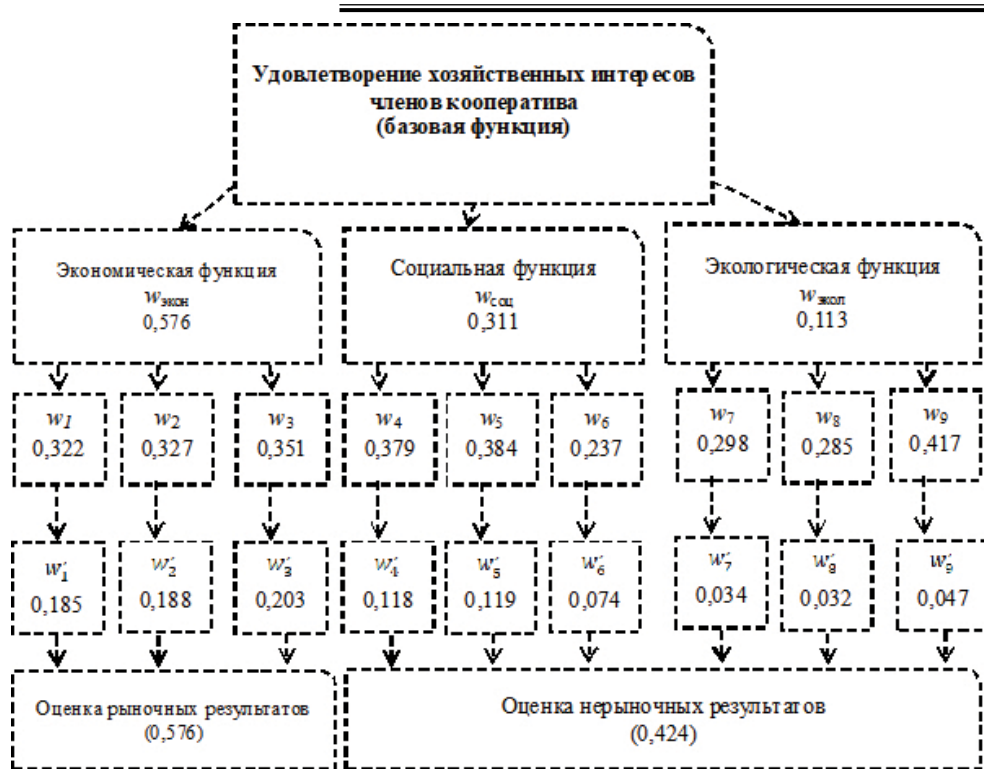 Удовлетворение хозяйственных интересов
членов кооператива
(базовая функция)
Экономическая функция
wэкон
0,576
Социальная функция
wсоц
0,311
Экологическая функция
wэкол
0,113
w1
0,322
w2
0,327
w3
0,351
w4
0,379
w5
0,384
w6
0,237
w7
0,298
w8
0,285
w9
0,417
w′1
0,185
w′2
0,188
w′3
0,203
w′4
0,118
w′5
0,119
w′6
0,074
w′7
0,034
w′8
0,032
w′9
0,047
Оценка рыночных результатов
(0,576)
Оценка нерыночных результатов
(0,424)